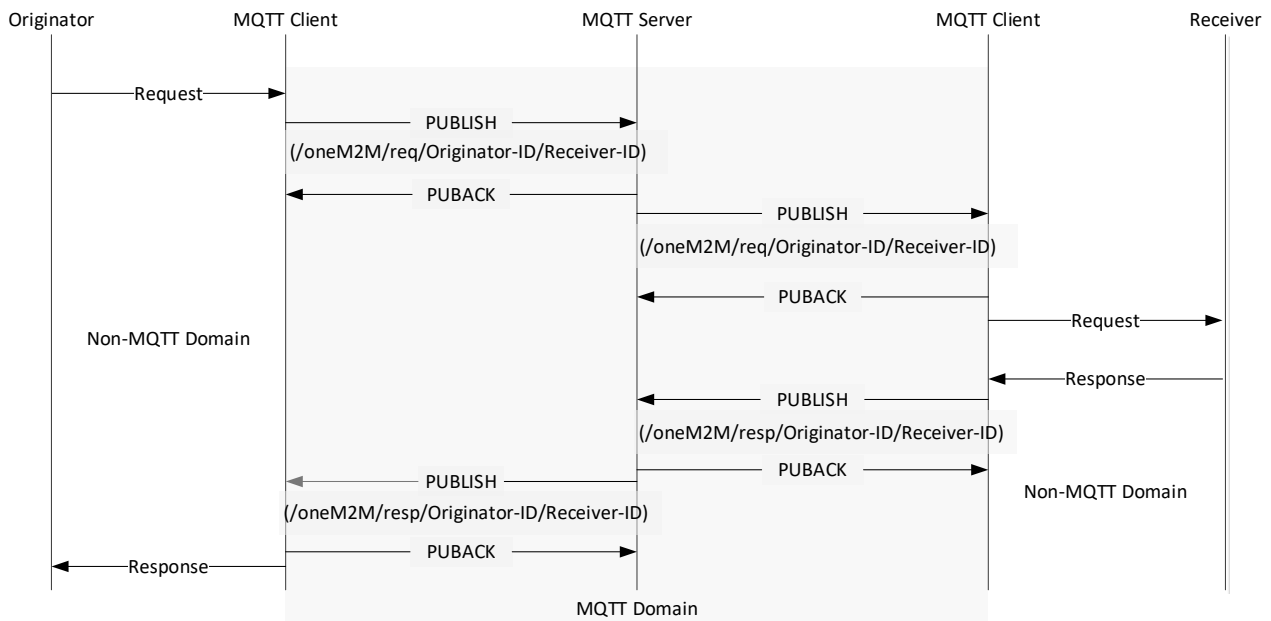 Originator
MQTT Client
MQTT Server
MQTT Client
Receiver
Request
PUBLISH
(/oneM2M/req/Originator-ID/Receiver-ID)
PUBACK
PUBLISH
(/oneM2M/req/Originator-ID/Receiver-ID)
PUBACK
Request
Non-MQTT Domain
Response
PUBLISH
(/oneM2M/resp/Originator-ID/Receiver-ID)
PUBACK
PUBLISH
Non-MQTT Domain
(/oneM2M/resp/Originator-ID/Receiver-ID)
PUBACK
Response
MQTT Domain